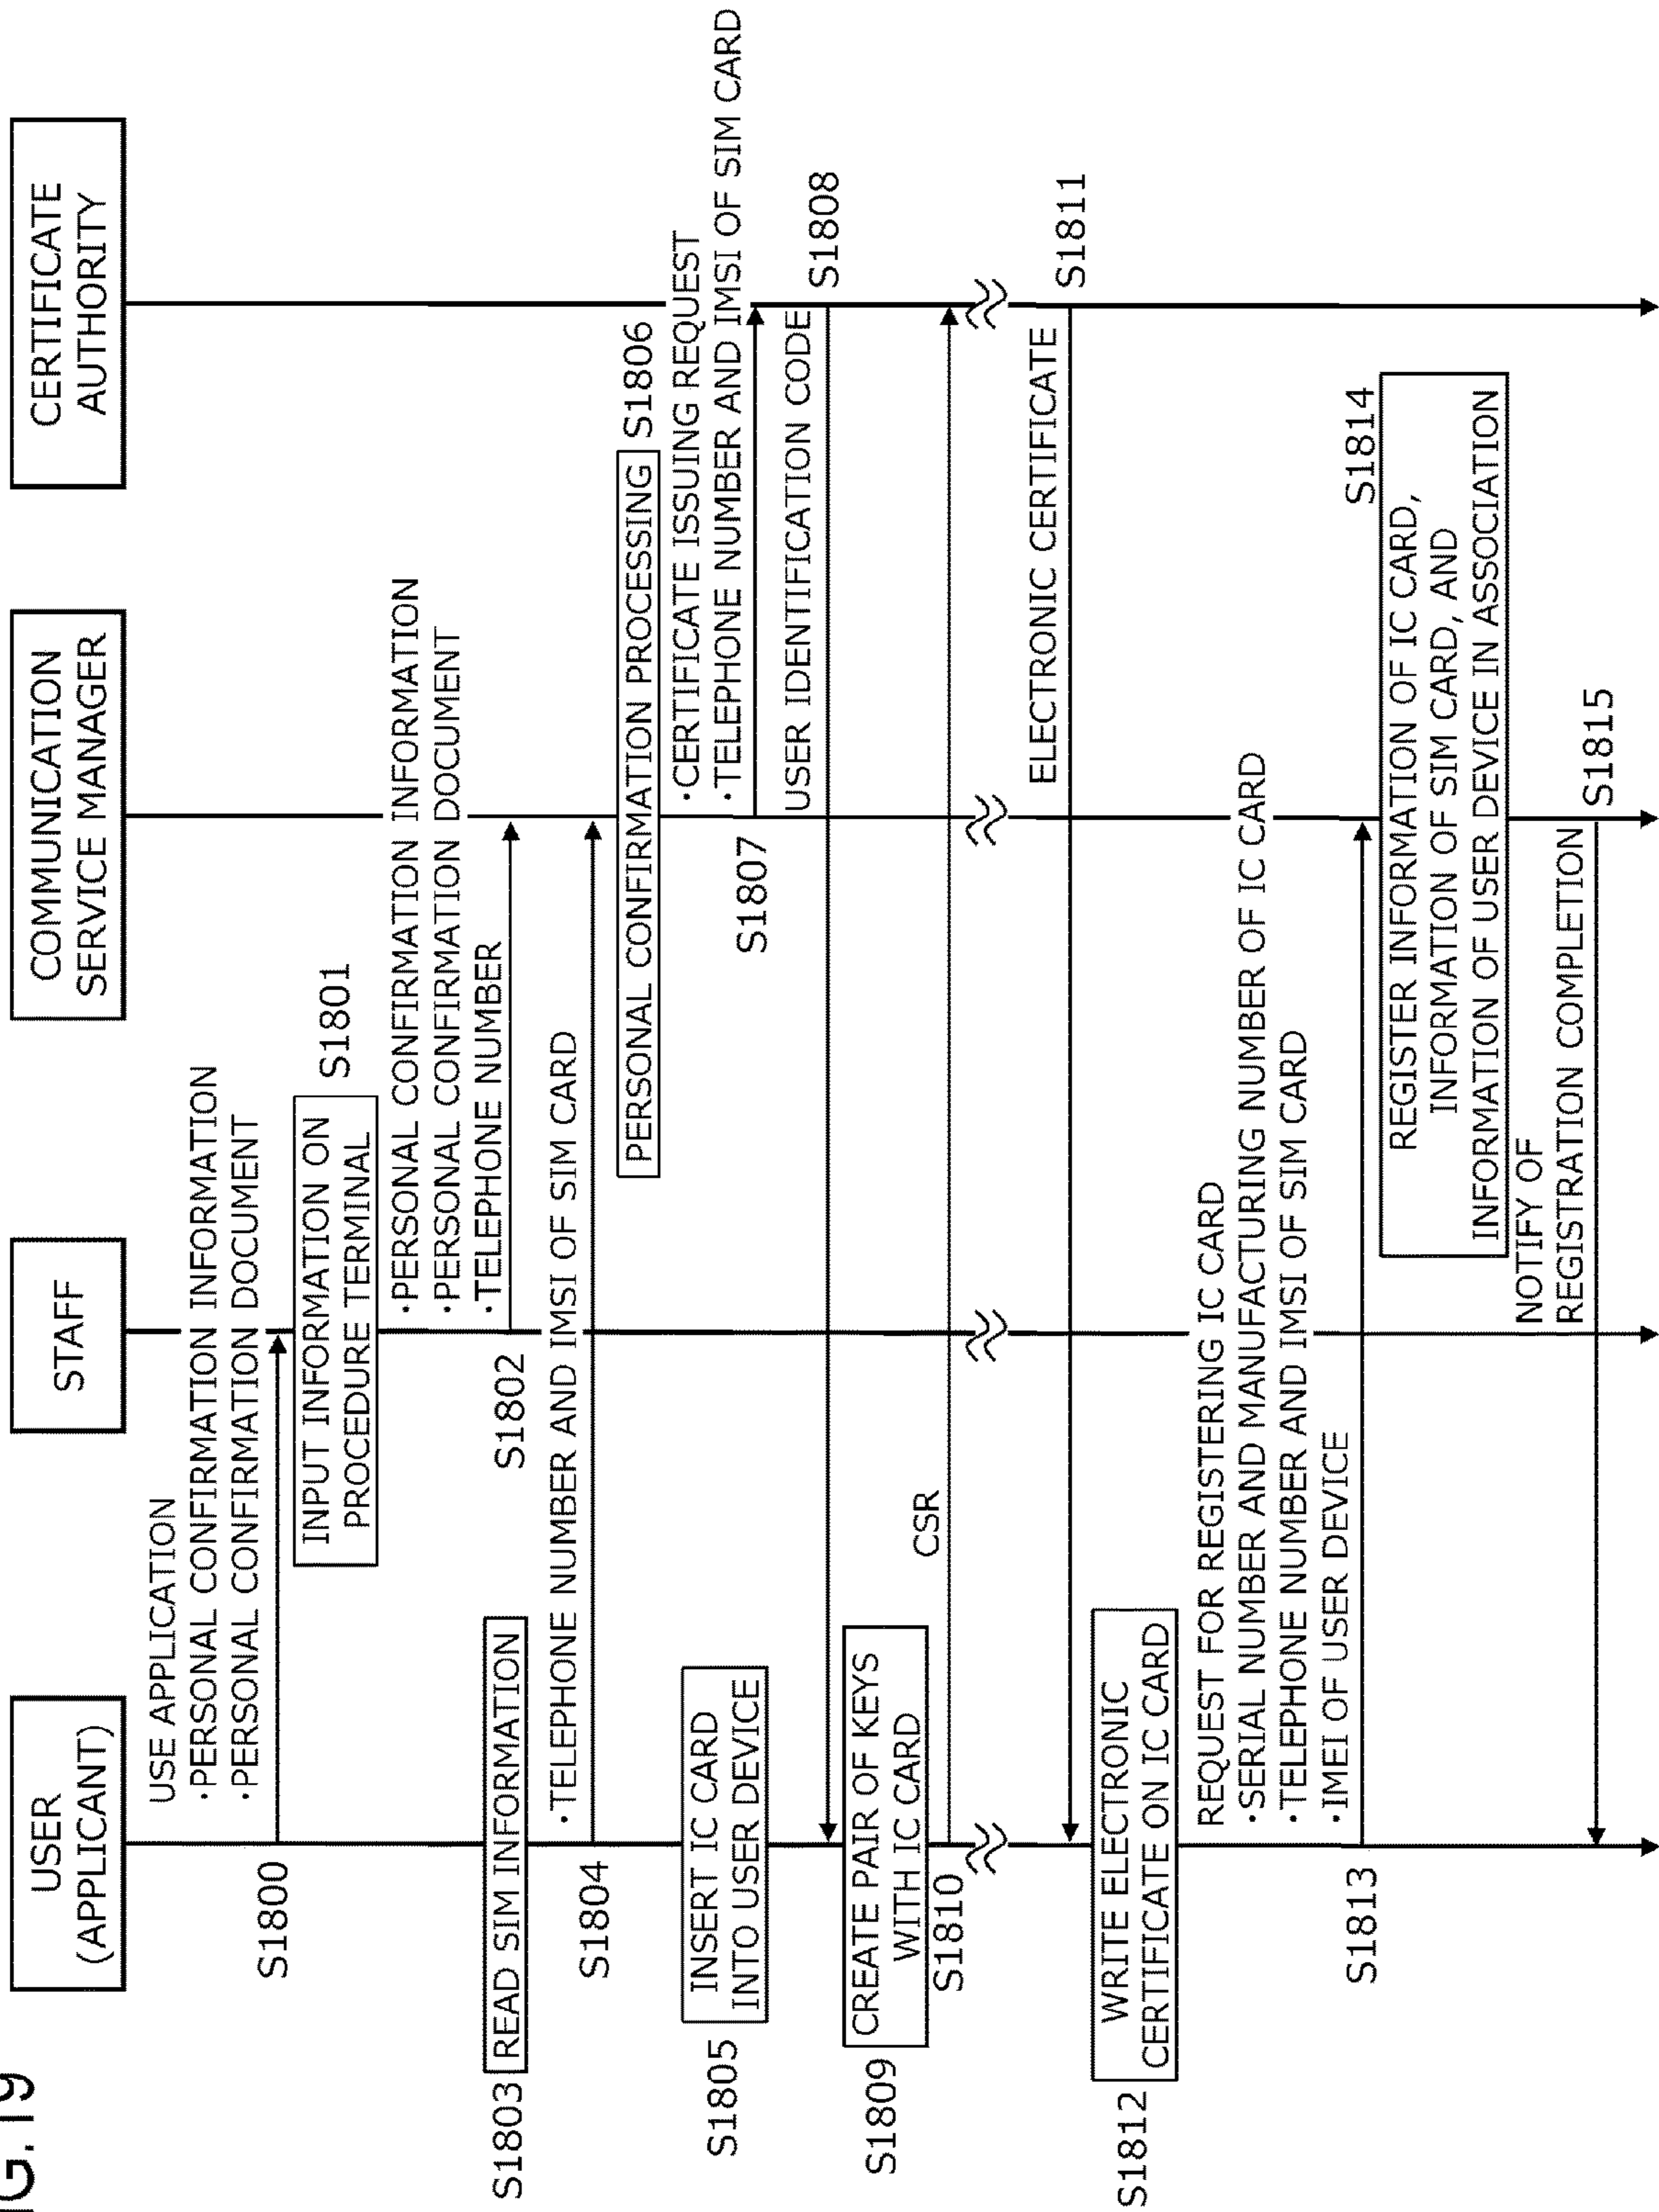 FIG. 19
USER
(APPLICANT)
STAFF
COMMUNICATION
SERVICE MANAGER
CERTIFICATE
AUTHORITY
USE APPLICATION
·PERSONAL CONFIRMATION INFORMATION
·PERSONAL CONFIRMATION DOCUMENT
S1800
INPUT INFORMATION ON
PROCEDURE TERMINAL
S1801
·PERSONAL CONFIRMATION INFORMATION
·PERSONAL CONFIRMATION DOCUMENT
·TELEPHONE NUMBER
S1802
S1803
READ SIM INFORMATION
·TELEPHONE NUMBER AND IMSI OF SIM CARD
S1804
PERSONAL CONFIRMATION PROCESSING
S1806
S1805
INSERT IC CARD
INTO USER DEVICE
·CERTIFICATE ISSUING REQUEST
·TELEPHONE NUMBER AND IMSI OF SIM CARD
S1807
USER IDENTIFICATION CODE
S1808
S1809
CREATE PAIR OF KEYS
WITH IC CARD
CSR
S1810
ELECTRONIC CERTIFICATE
S1811
S1812
WRITE ELECTRONIC
CERTIFICATE ON IC CARD
REQUEST FOR REGISTERING IC CARD
·SERIAL NUMBER AND MANUFACTURING NUMBER OF IC CARD
·TELEPHONE NUMBER AND IMSI OF SIM CARD
·IMEI OF USER DEVICE
S1813
S1814
REGISTER INFORMATION OF IC CARD,
INFORMATION OF SIM CARD, AND
INFORMATION OF USER DEVICE IN ASSOCIATION
NOTIFY OF
REGISTRATION COMPLETION
S1815